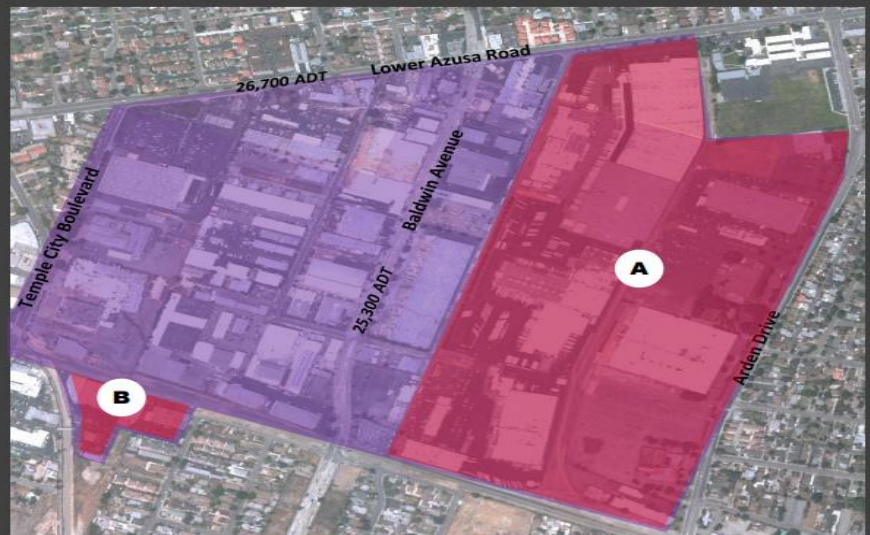 26,700 ADT
Lower Azusa Road
Temple City Boulevard
Baldwin Avenue
25,300 ADT
A
Arden Drive
B